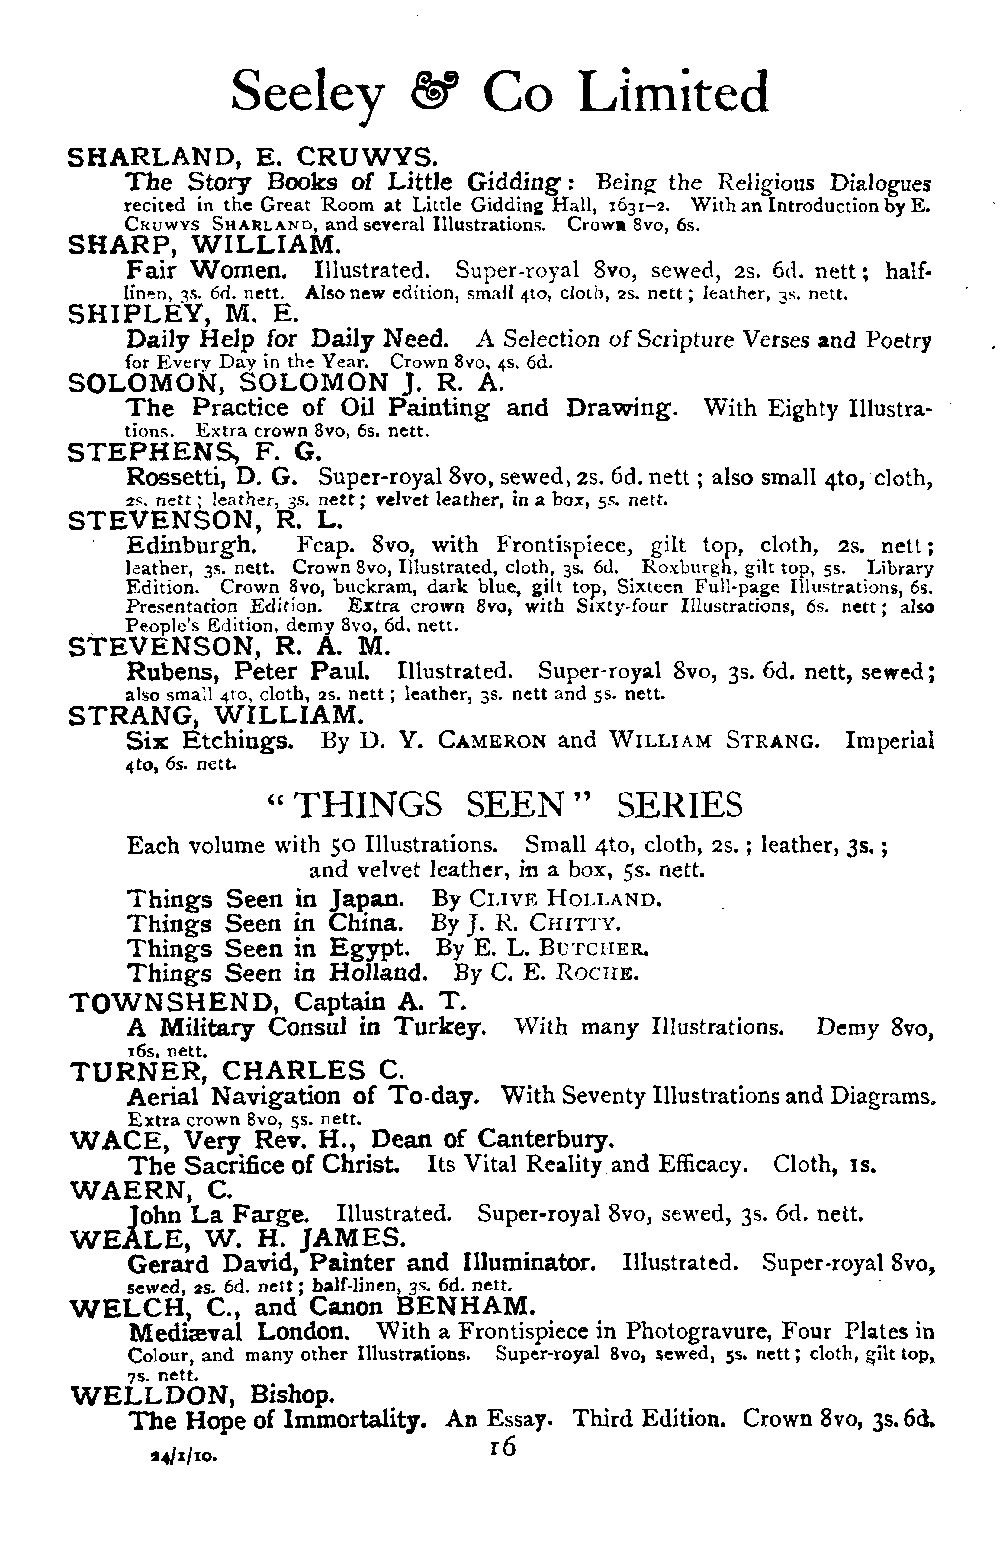 Seeley & Co Limited
SHARLAND, E. CRUWYS.
The Story Books of Little Gidding: Being the Religious Dialogues
recited in the Great Room at Little Gidding Hall, 1631-2. With an Introduction by E.
CRUWYS SHARLAND, and several Illustrations. Crown 8vo, 6s.
SHARP, WILLIAM.
Fair Women. Illustrated. Super-royal 8vo, sewed, 2s. 6d. nett; half-
linen, 3s. 6d. nett. Also new edition, small 4to, cloth, 2s. nett; leather, 3s. nett.
SHIPLEY, M. E.
Daily Help for Daily Need. A Selection of Scripture Verses and Poetry
for Every Day in the Year. Crown 8vo, 4s. 6d.
SOLOMON, SOLOMON J. R. A.
The Practice of Oil Painting and Drawing. With Eighty Illustra-
tions. Extra crown 8vo, 6s. nett.
STEPHENS, F. G.
Rossetti, D. G. Super-royal 8vo, sewed, 2s. 6d. nett; also small 4to, cloth,
2s. nett; leather, 3s. nett; velvet leather, in a box, 5s. nett.
STEVENSON, R. L.
Edinburgh. Fcap. 8vo, with Frontispiece, gilt top, cloth, 2s. nett;
leather, 3s. nett. Crown 8vo, Illustrated, cloth, 3s. 6d. Roxburgh, gilt top, 5s. Library
Edition. Crown 8vo, buckram, dark blue, gilt top, Sixteen Full-page Illustrations, 6s.
Presentation Edition. Extra crown 8vo, with Sixty-four Illustrations, 6s. nett; also
People's Edition, demy 8vo, 6d. nett.
STEVENSON, R. A. M.
Rubens, Peter Paul. Illustrated. Super-royal 8vo, 3s. 6d. nett, sewed;
also small 4to, cloth, 2s. nett; leather, 3s. nett and 5s. nett.
STRANG, WILLIAM.
Six Etchings. By D. Y. CAMERON and WILLIAM STRANG. Imperial
4to, 6s. nett.
"THINGS SEEN" SERIES
Each volume with 50 Illustrations. Small 4to, cloth, 2s.; leather, 3s.;
and velvet leather, in a box, 5s. nett.
Things Seen in Japan. By CLIVE HOLLAND.
Things Seen in China. By J. R. CHITTY.
Things Seen in Egypt. By E. L. BUTCHER.
Things Seen in Holland. By C. E. ROCHE.
TOWNSHEND, Captain A. T.
A Military Consul in Turkey. With many Illustrations. Demy 8vo,
16s. nett.
TURNER, CHARLES C.
Aerial Navigation of To-day. With Seventy Illustrations and Diagrams.
Extra crown 8vo, 5s. nett.
WACE, Very Rev. H., Dean of Canterbury.
The Sacrifice of Christ. Its Vital Reality and Efficacy. Cloth, 1s.
WAERN, C.
John La Farge. Illustrated. Super-royal 8vo, sewed, 3s. 6d. nett.
WEALE, W. H. JAMES.
Gerard David, Painter and Illuminator. Illustrated. Super-royal 8vo,
sewed, 2s. 6d. nett; half-linen, 3s. 6d. nett.
WELCH, C., and Canon BENHAM.
Mediæval London. With a Frontispiece in Photogravure, Four Plates in
Colour, and many other Illustrations. Super-royal 8vo, sewed, 5s. nett; cloth, gilt top,
7s. nett.
WELLDON, Bishop.
The Hope of Immortality. An Essay. Third Edition. Crown 8vo, 3s. 6d.
24/1/10.
16